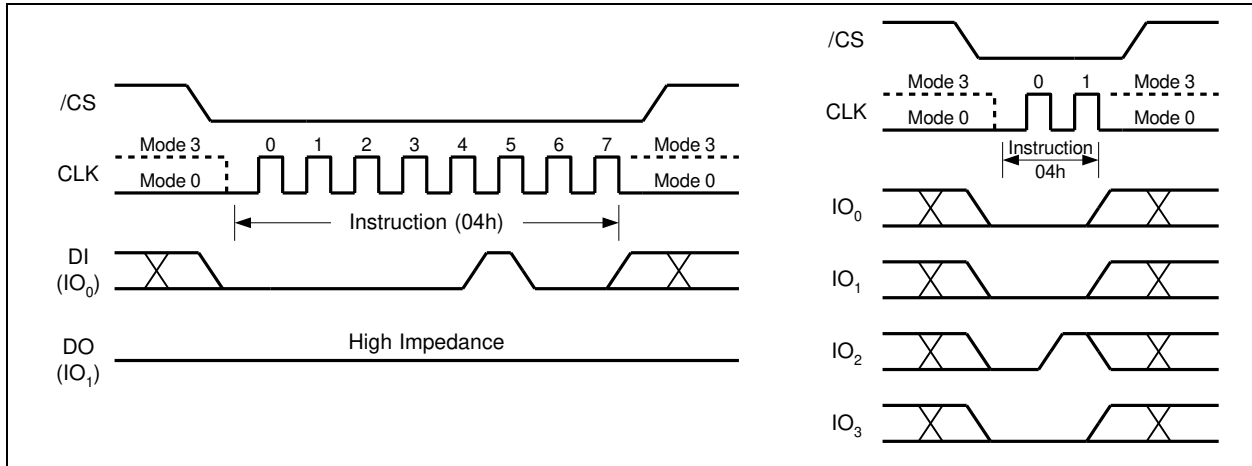 /CS
Mode 3 0 1 2 3 4 5 6 7 Mode 3
CLK
Mode 0 Mode 0
Instruction (04h)
DI
(IO0)
High Impedance
DO
(IO1)
/CS
Mode 3 0 1 Mode 3
CLK
Mode 0 Mode 0
Instruction
04h
IO0
IO1
IO2
IO3